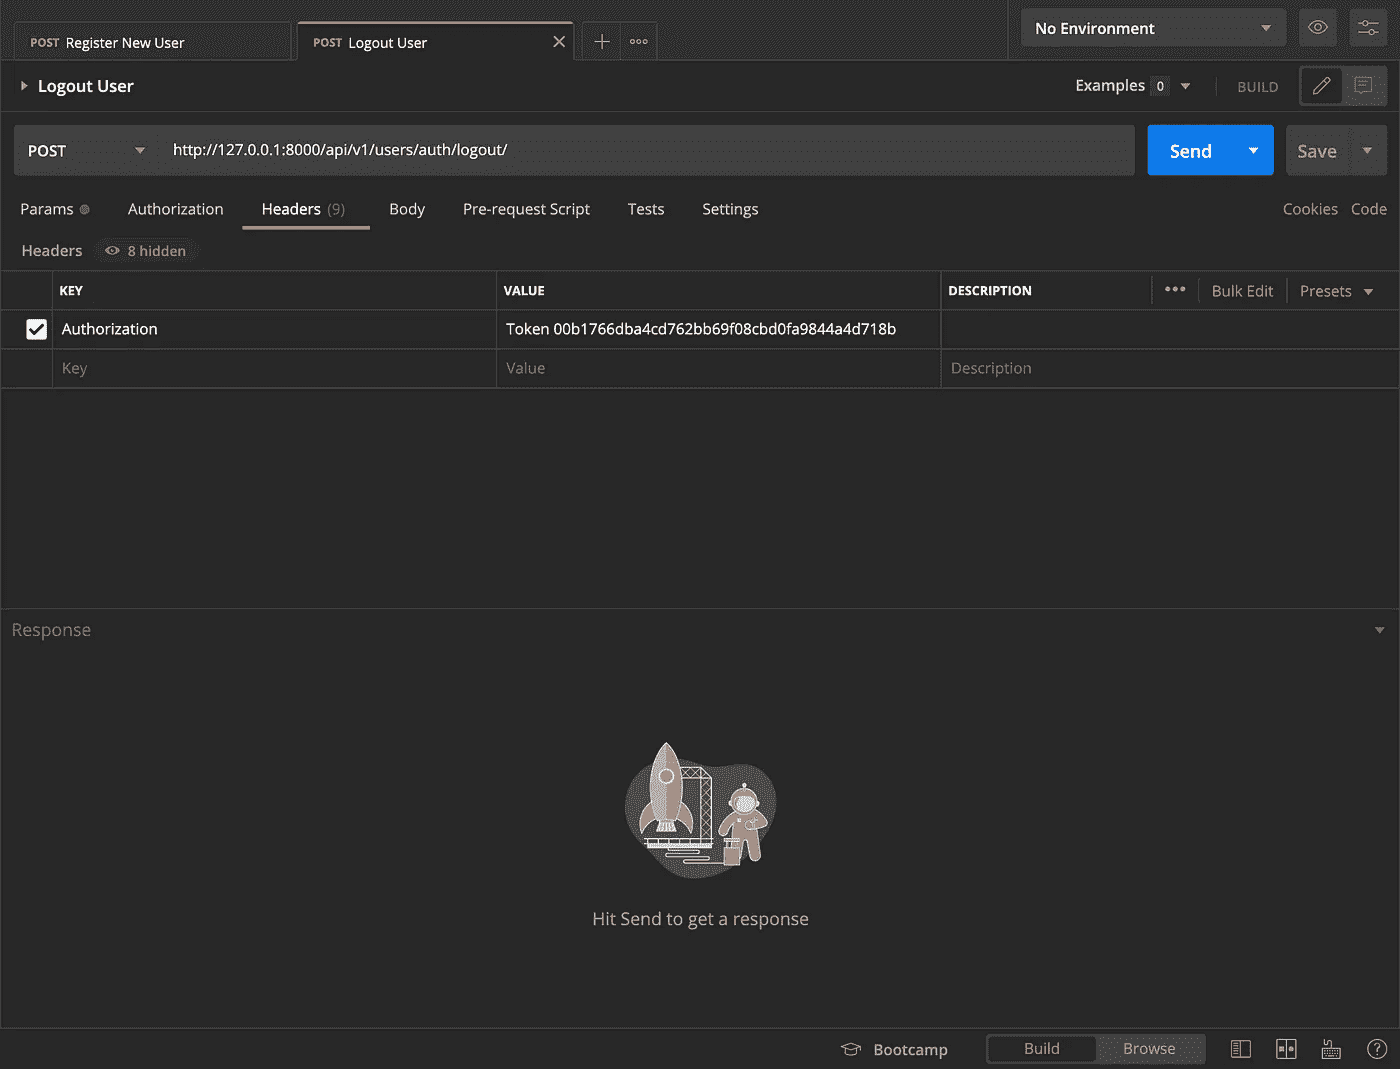 POST Register New User
POST Logout User
No Environment
Logout User
Examples 0
BUILD
POST
http://127.0.0.1:8000/api/v1/users/auth/logout/
Send
Save
Params
Authorization
Headers (9)
Body
Pre-request Script
Tests
Settings
Cookies
Code
Headers
8 hidden
KEY
VALUE
DESCRIPTION
Bulk Edit
Presets
Authorization
Token 00b1766dba4cd762bb69f08cbd0fa9844a4d718b
Key
Value
Description
Response
Hit Send to get a response
Bootcamp
Build
Browse